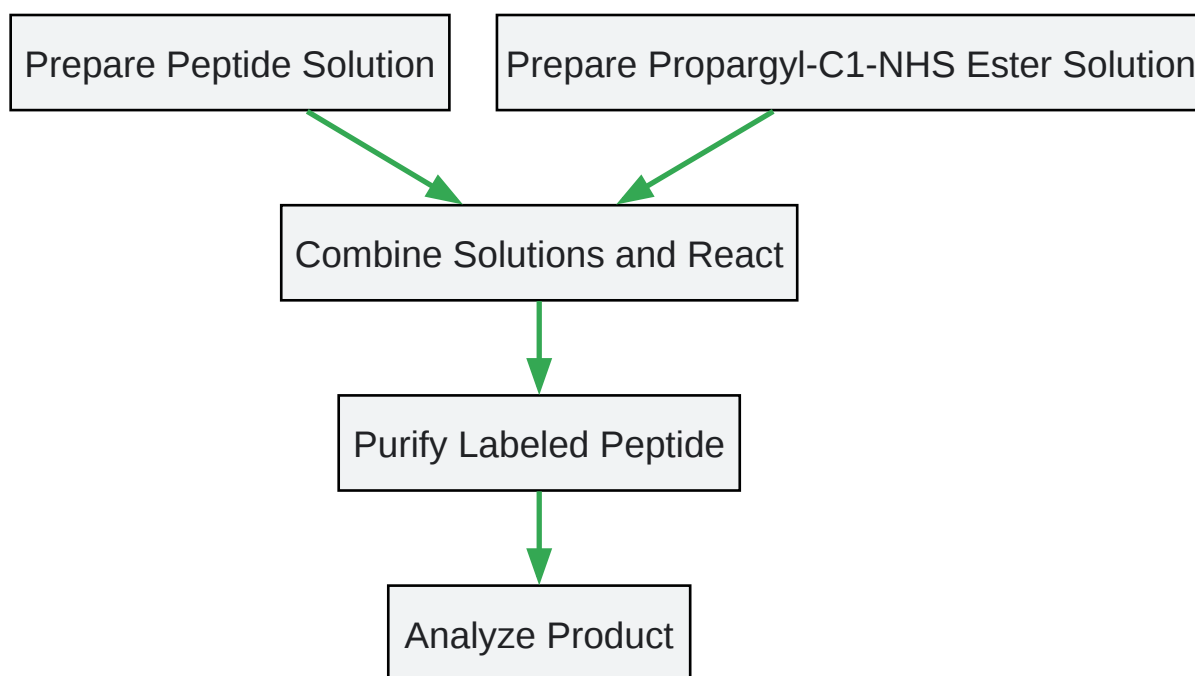 Prepare Peptide Solution
Prepare Propargyl-C1-NHS Ester Solution
Combine Solutions and React
Purify Labeled Peptide
Analyze Product